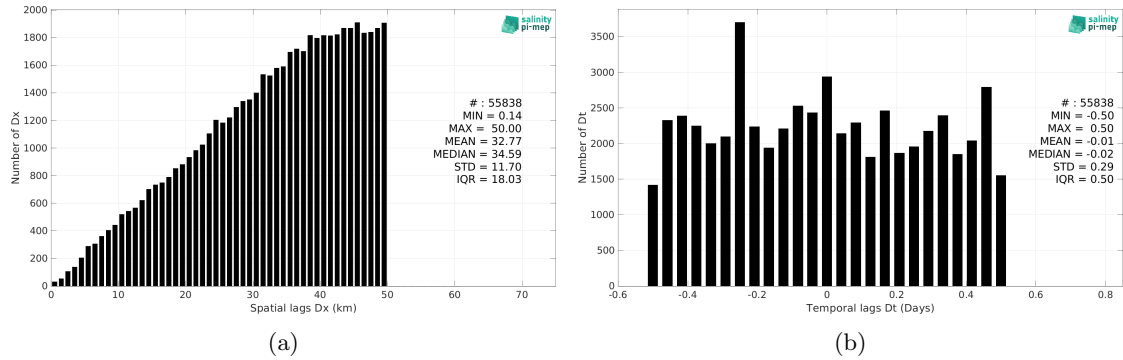 2000
1800
1600
1400
1200
1000
800
600
400
200
0
Number of Dx
0 10 20 30 40 50 60 70
Spatial lags Dx (km)
salinity
pi-mep
# : 55838
MIN = 0.14
MAX = 50.00
MEAN = 32.77
MEDIAN = 34.59
STD = 11.70
IQR = 18.03
(a)
3500
3000
2500
2000
1500
1000
500
0
Number of Dt
-0.6 -0.4 -0.2 0 0.2 0.4 0.6 0.8
Temporal lags Dt (Days)
salinity
pi-mep
# : 55838
MIN = -0.50
MAX = 0.50
MEAN = -0.01
MEDIAN = -0.02
STD = 0.29
IQR = 0.50
(b)